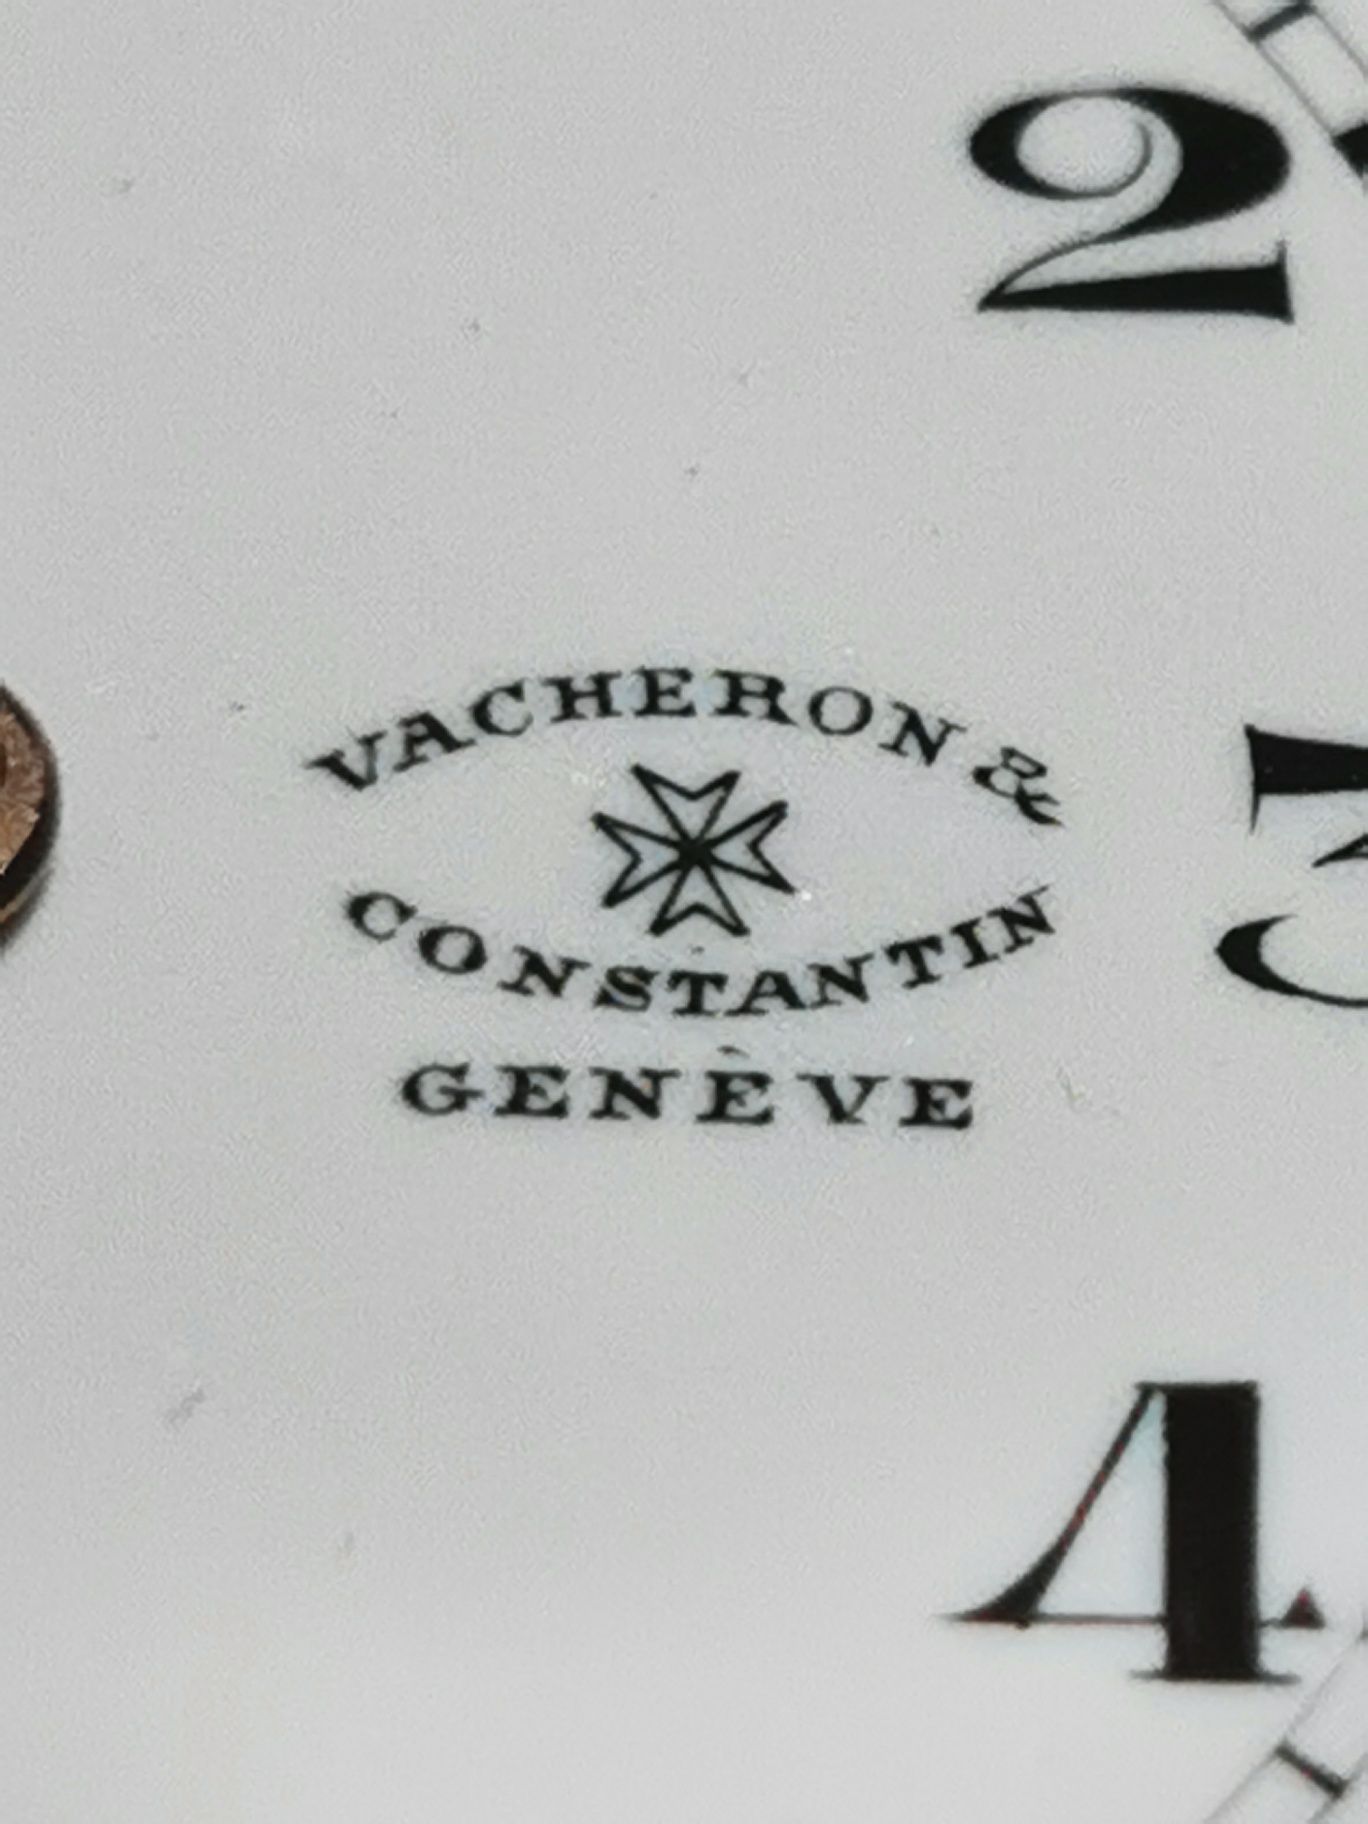 2
VACHERON &
3
CONSTANTIN
GENÈVE
4